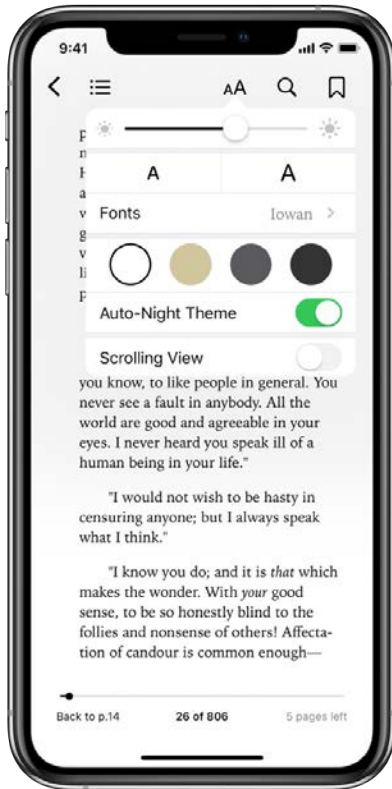 9:41
AA
A A
Fonts Iowan >
Auto-Night Theme
Scrolling View
you know, to like people in general. You
never see a fault in anybody. All the
world are good and agreeable in your
eyes. I never heard you speak ill of a
human being in your life."
"I would not wish to be hasty in
censuring anyone; but I always speak
what I think."
"I know you do; and it is that which
makes the wonder. With your good
sense, to be so honestly blind to the
follies and nonsense of others! Affecta-
tion of candour is common enough—
Back to p.14 26 of 806 5 pages left